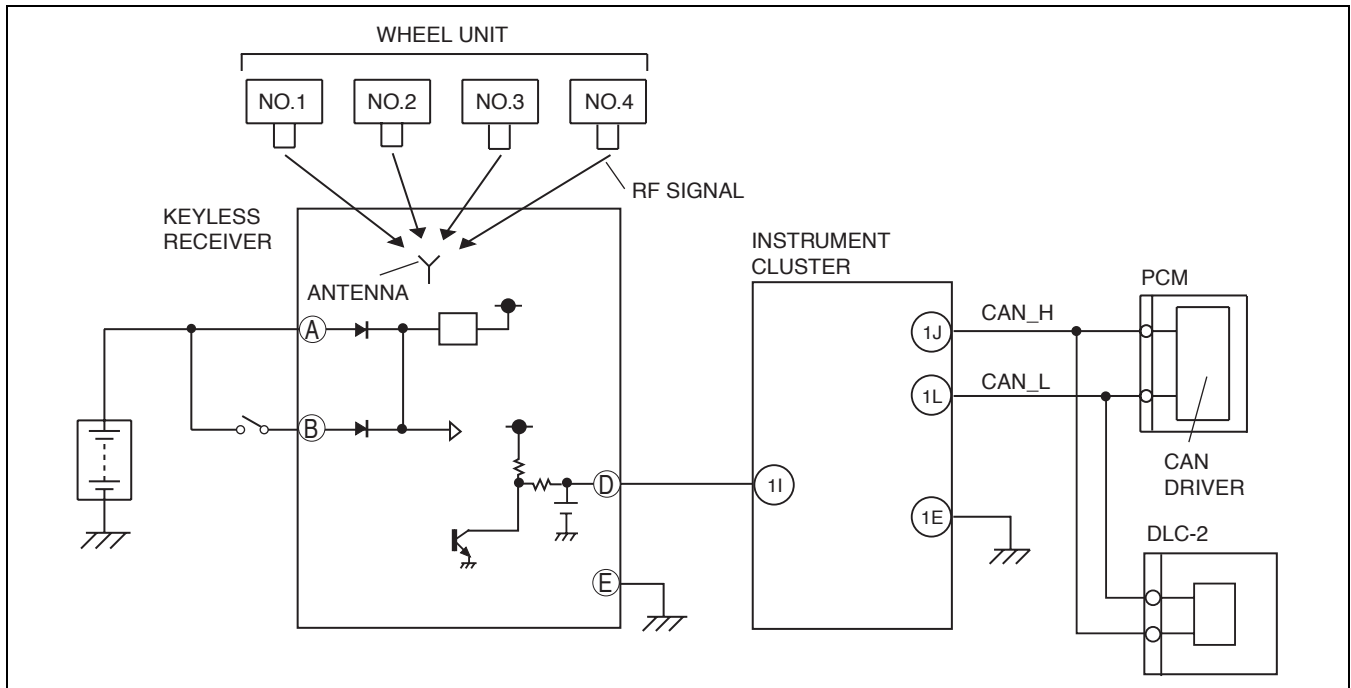 WHEEL UNIT
NO.1
NO.2
NO.3
NO.4
RF SIGNAL
KEYLESS
RECEIVER
ANTENNA
A
B
D
E
INSTRUMENT
CLUSTER
1I
1J
1L
1E
CAN_H
CAN_L
PCM
CAN
DRIVER
DLC-2